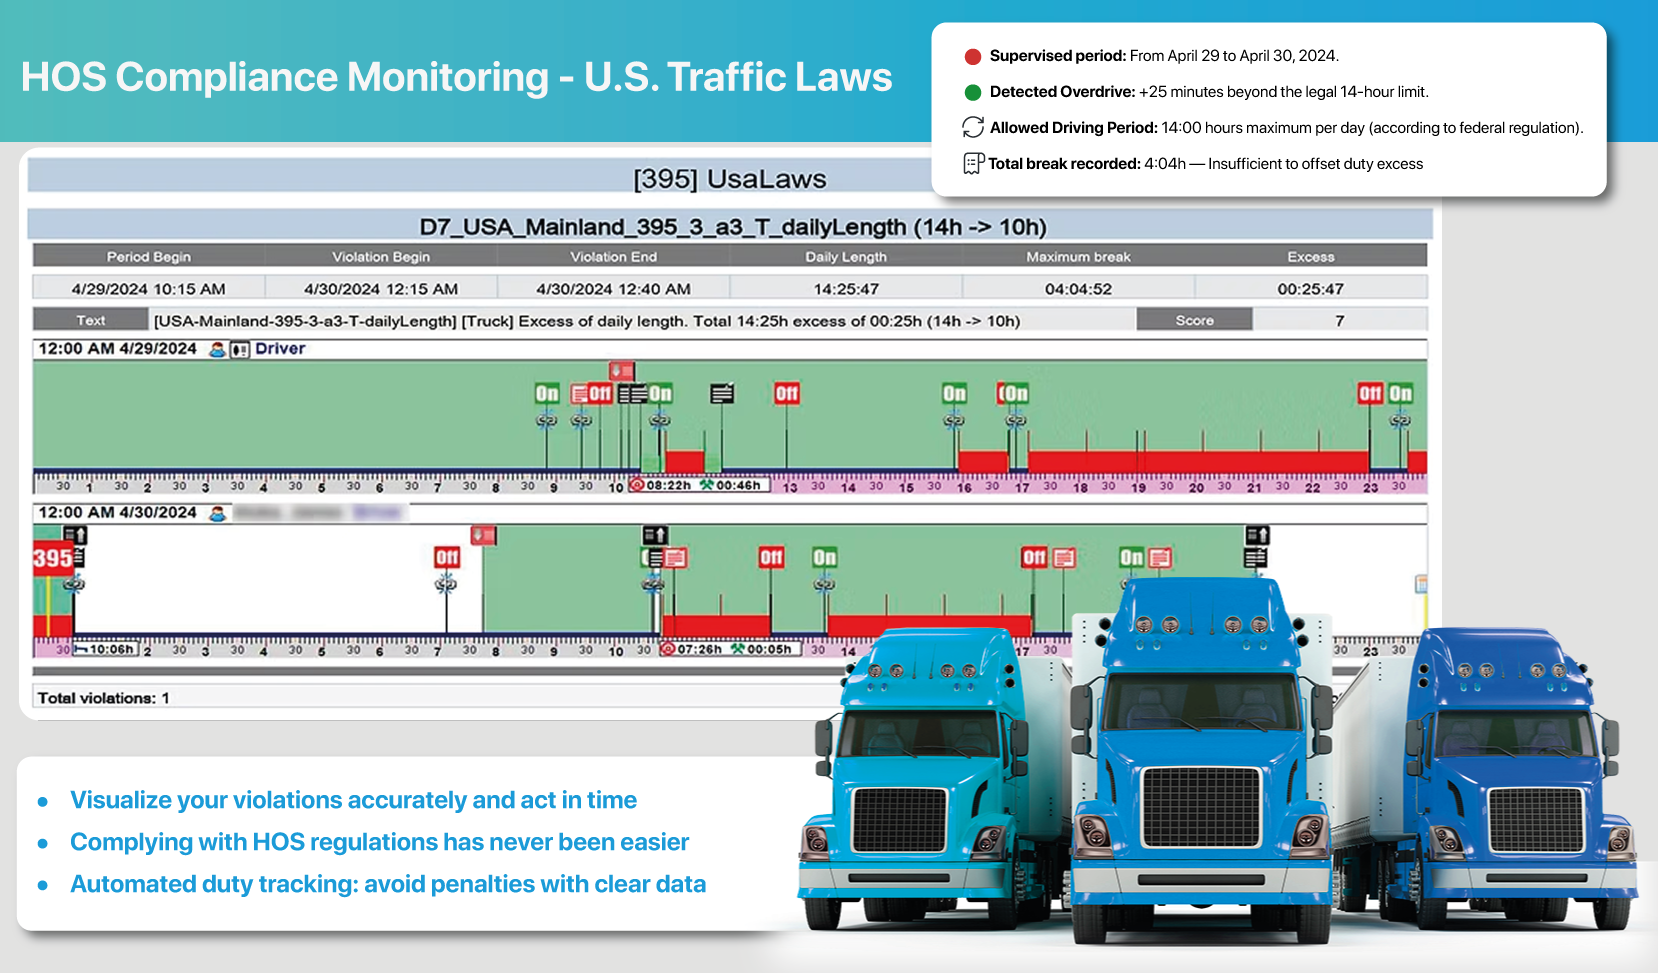 HOS Compliance Monitoring - U.S. Traffic Laws
Supervised period: From April 29 to April 30, 2024.
Detected Overdrive: +25 minutes beyond the legal 14-hour limit.
Allowed Driving Period: 14:00 hours maximum per day (according to federal regulation).
Total break recorded: 4:04h — Insufficient to offset duty excess
[395] UsaLaws
D7_USA_Mainland_395_3_a3_T_dailyLength (14h -> 10h)
Period Begin Violation Begin Violation End Daily Length Maximum break Excess
4/29/2024 10:15 AM 4/30/2024 12:15 AM 4/30/2024 12:40 AM 14:25:47 04:04:52 00:25:47
Text [USA-Mainland-395-3-a3-T-dailyLength] [Truck] Excess of daily length. Total 14:25h excess of 00:25h (14h -> 10h) Score 7
12:00 AM 4/29/2024 Driver
On Off On Off On On Off On
30 1 30 2 30 3 30 4 30 5 30 6 30 7 30 8 30 9 30 10 08:22h 00:46h 13 30 14 30 15 30 16 30 17 30 18 30 19 30 20 30 21 30 22 30 23 30
12:00 AM 4/30/2024 Driver
395 Off Off On Off On
30 10:06h 2 30 3 30 4 30 5 30 6 30 7 30 8 30 9 30 10 30 07:26h 00:05h 30 14 30 17 30 30 23 30
Total violations: 1
Visualize your violations accurately and act in time
Complying with HOS regulations has never been easier
Automated duty tracking: avoid penalties with clear data